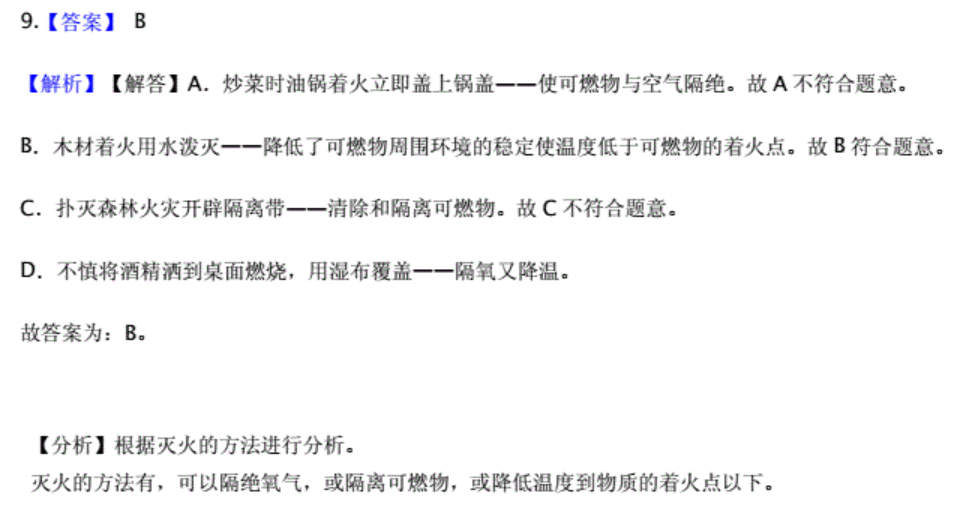 9.【答案】 B
【解析】【解答】A．炒菜时油锅着火立即盖上锅盖——使可燃物与空气隔绝。故 A 不符合题意。
B．木材着火用水泼灭——降低了可燃物周围环境的稳定使温度低于可燃物的着火点。故 B 符合题意。
C．扑灭森林火灾开辟隔离带——清除和隔离可燃物。故 C 不符合题意。
D．不慎将酒精洒到桌面燃烧，用湿布覆盖——隔氧又降温。
故答案为：B。
【分析】根据灭火的方法进行分析。
灭火的方法有，可以隔绝氧气，或隔离可燃物，或降低温度到物质的着火点以下。